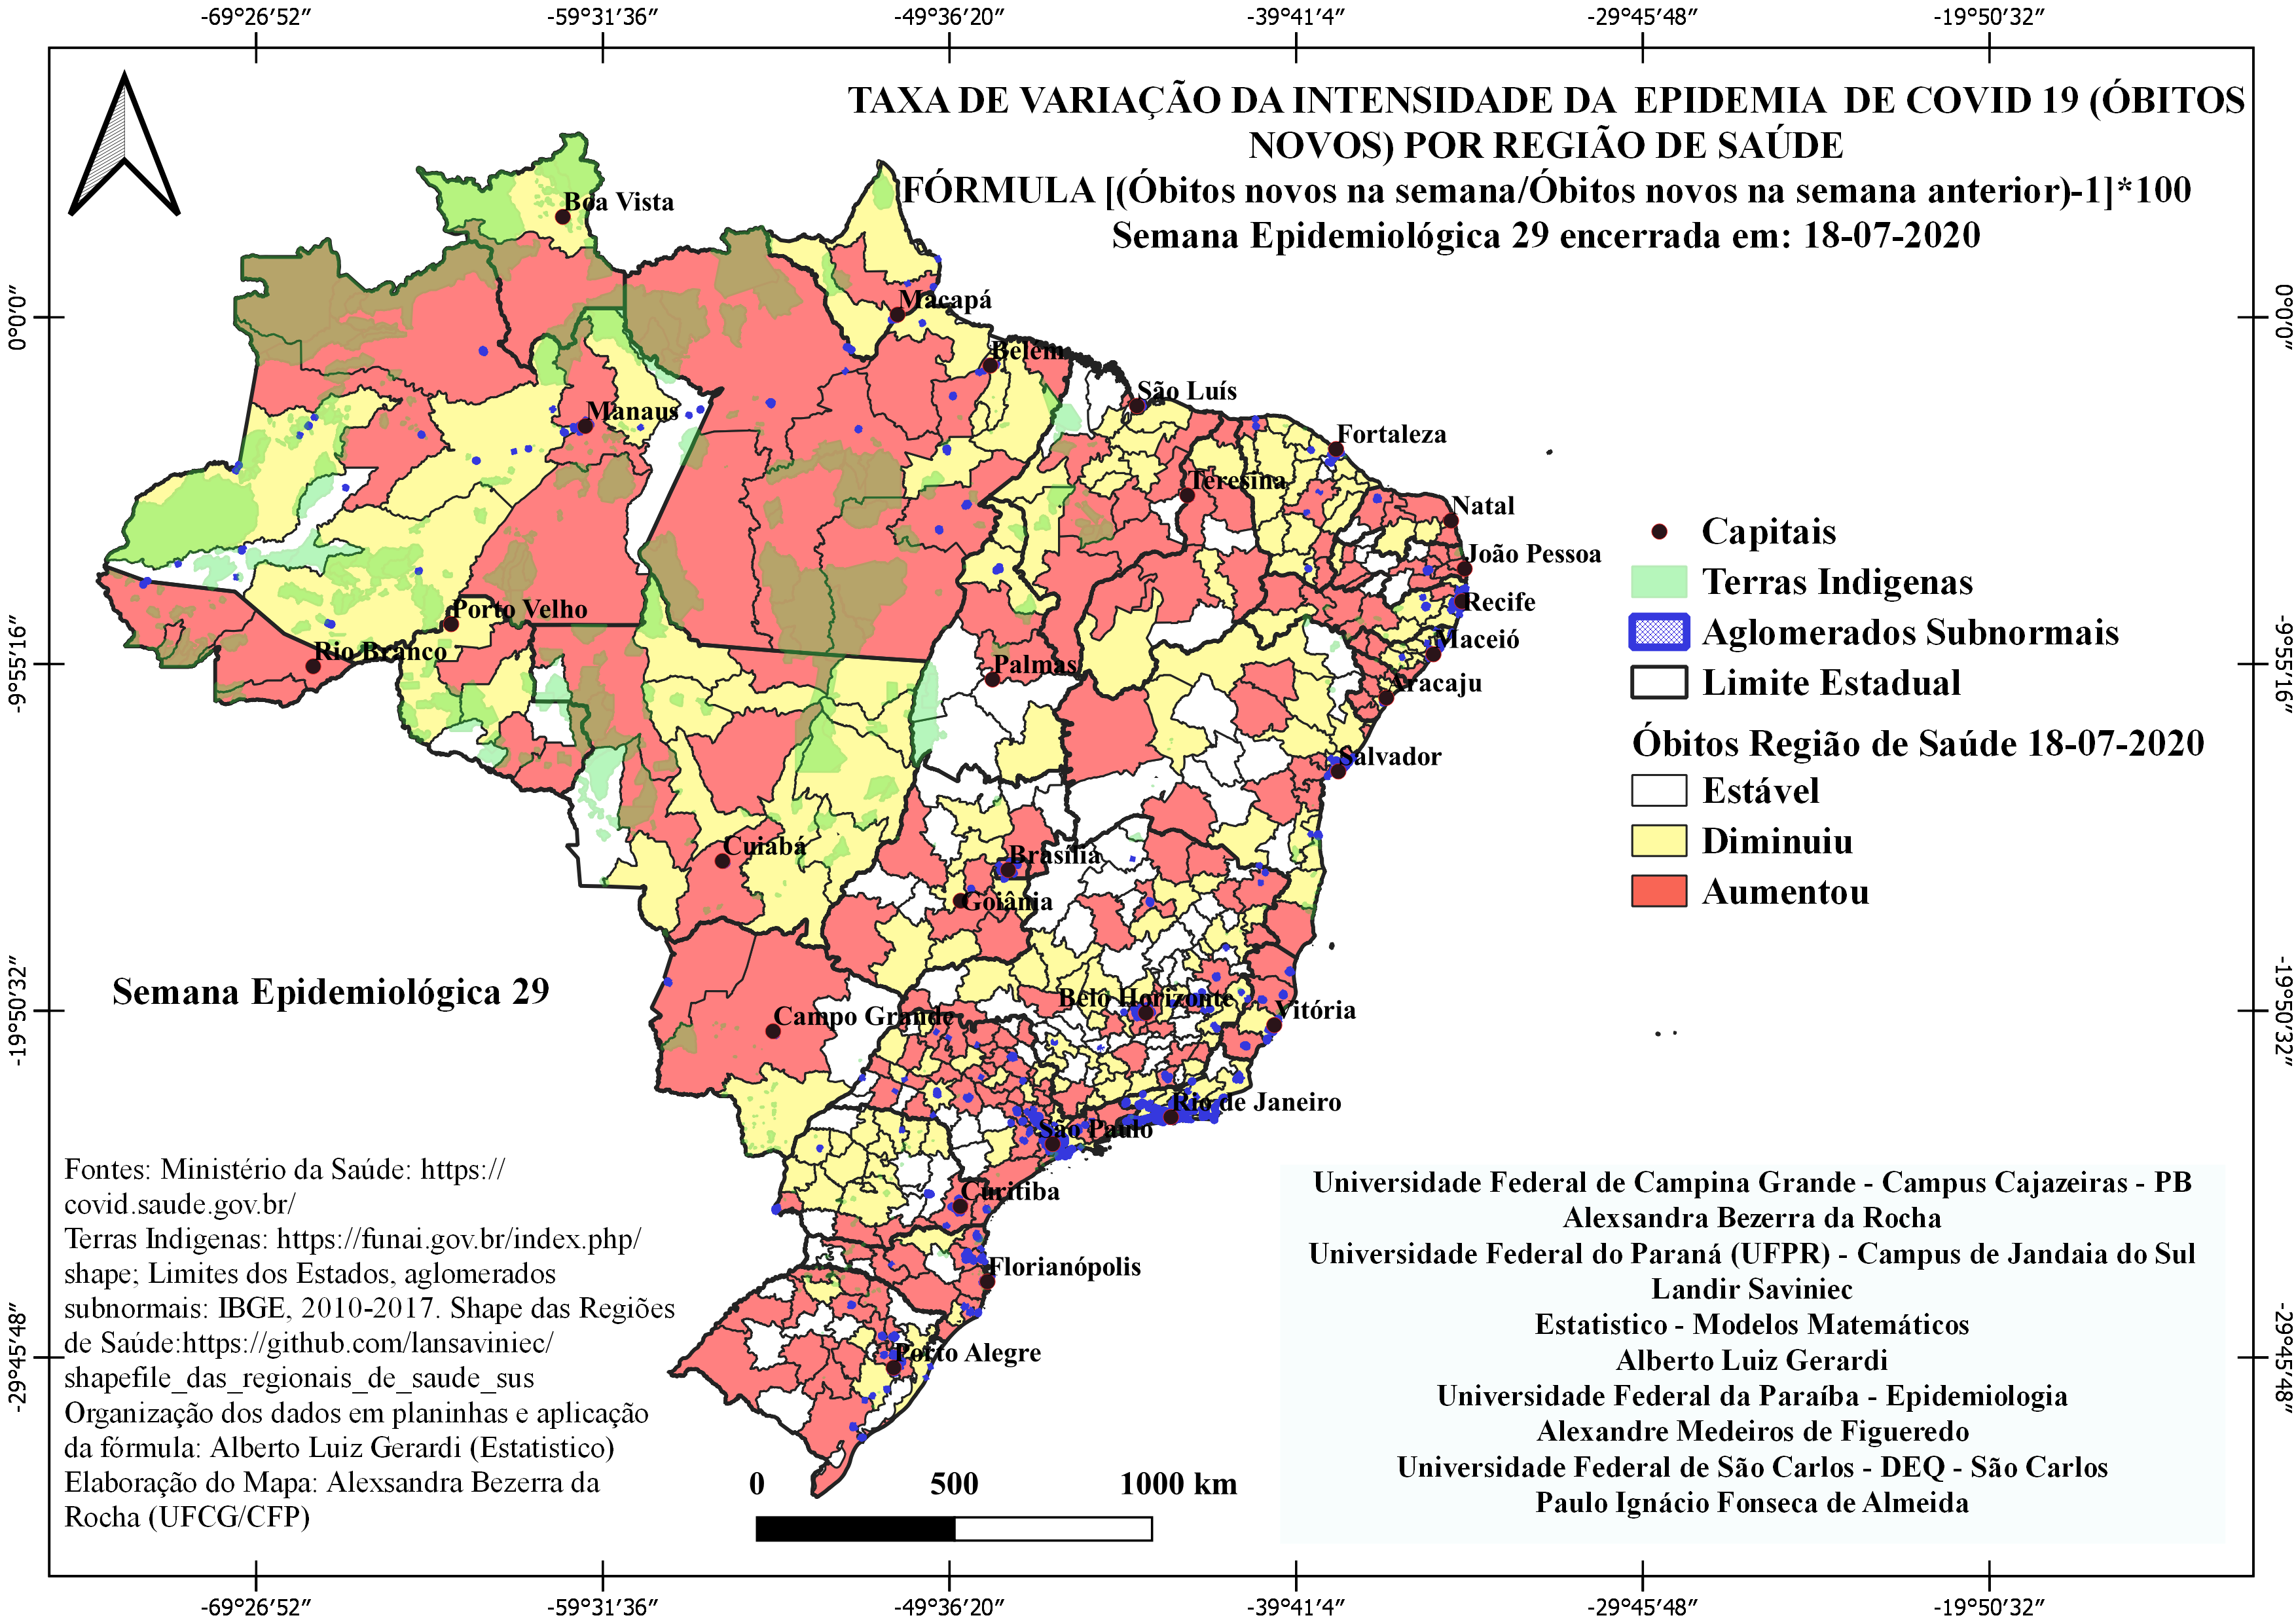 -69°26′52″ -59°31′36″ -49°36′20″ -39°41′4″ -29°45′48″ -19°50′32″
TAXA DE VARIAÇÃO DA INTENSIDADE DA EPIDEMIA DE COVID 19 (ÓBITOS
NOVOS) POR REGIÃO DE SAÚDE
FÓRMULA [(Óbitos novos na semana/Óbitos novos na semana anterior)-1]*100
Semana Epidemiológica 29 encerrada em: 18-07-2020
Boa Vista
Macapá
0°0′0″
0°0′0″
Belém
São Luís
Manaus
Fortaleza
Teresina
Natal
João Pessoa
Porto Velho
Recife
Rio Branco
Maceió
-9°55′16″
-9°55′16″
Palmas
Aracaju
Salvador
Cuiabá
Brasília
Goiânia
Capitais
Terras Indigenas
Aglomerados Subnormais
Limite Estadual
Óbitos Região de Saúde 18-07-2020
Estável
Diminuiu
Aumentou
Semana Epidemiológica 29
-19°50′32″
-19°50′32″
Belo Horizonte
Vitória
Campo Grande
Rio de Janeiro
São Paulo
Curitiba
Florianópolis
Porto Alegre
-29°45′48″
-29°45′48″
Fontes: Ministério da Saúde: https://
covid.saude.gov.br/
Terras Indigenas: https://funai.gov.br/index.php/
shape; Limites dos Estados, aglomerados
subnormais: IBGE, 2010-2017. Shape das Regiões
de Saúde:https://github.com/lansaviniec/
shapefile_das_regionais_de_saude_sus
Organização dos dados em planinhas e aplicação
da fórmula: Alberto Luiz Gerardi (Estatistico)
Elaboração do Mapa: Alexsandra Bezerra da
Rocha (UFCG/CFP)
0 500 1000 km
Universidade Federal de Campina Grande - Campus Cajazeiras - PB
Alexsandra Bezerra da Rocha
Universidade Federal do Paraná (UFPR) - Campus de Jandaia do Sul
Landir Saviniec
Estatistico - Modelos Matemáticos
Alberto Luiz Gerardi
Universidade Federal da Paraíba - Epidemiologia
Alexandre Medeiros de Figueredo
Universidade Federal de São Carlos - DEQ - São Carlos
Paulo Ignácio Fonseca de Almeida
-69°26′52″ -59°31′36″ -49°36′20″ -39°41′4″ -29°45′48″ -19°50′32″